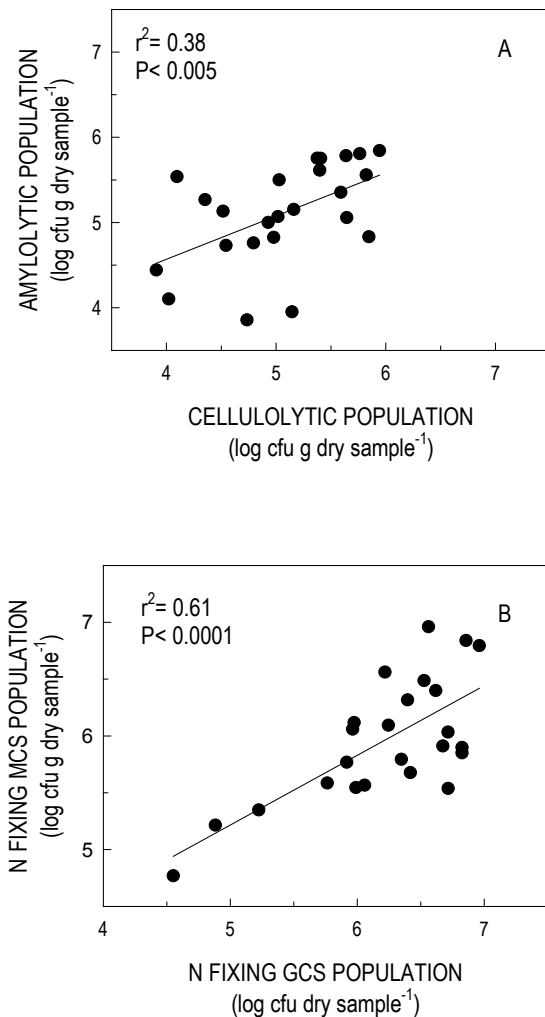 r²= 0.38
P< 0.005
A
AMYLOLYTIC POPULATION
(log cfu g dry sample⁻¹)
7
6
5
4
4 5 6 7
CELLULOLYTIC POPULATION
(log cfu g dry sample⁻¹)
r²= 0.61
P< 0.0001
B
N FIXING MCS POPULATION
(log cfu g dry sample⁻¹)
7
6
5
4 5 6 7
N FIXING GCS POPULATION
(log cfu dry sample⁻¹)